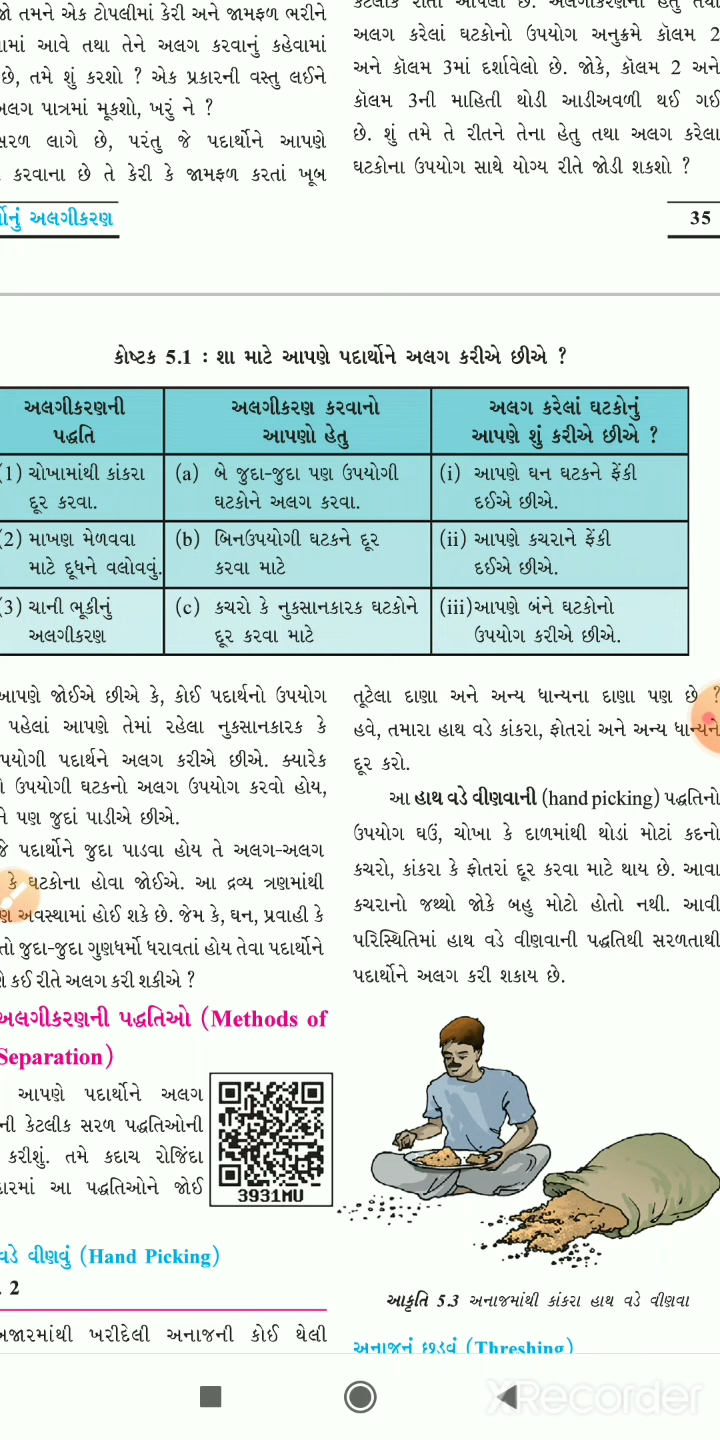 જો તમને એક ટોપલીમાં કેરી અને જામફળ ભરીને
આવે તથા તેને અલગ કરવાનું કહેવામાં
છે, તમે શું કરશો ? એક પ્રકારની વસ્તુ લઈને
પાત્રમાં મૂકશો, ખરું ને ?
લાગે છે, પરંતુ જે પદાર્થોને આપણે
કરવાના છે તે કેરી કે જામફળ કરતાં ખૂબ
અલગીકરણ
કેટલીક રીતો આપેલી છે. અલગીકરણના હેતુ તથા
અલગ કરેલાં ઘટકોનો ઉપયોગ અનુક્રમે કૉલમ 2
અને કૉલમ 3માં દર્શાવેલો છે. જોકે, કૉલમ 2 અને
કૉલમ 3ની માહિતી થોડી આડીઅવળી થઈ ગઈ
છે. શું તમે તે રીતને તેના હેતુ તથા અલગ કરેલા
ઘટકોના ઉપયોગ સાથે યોગ્ય રીતે જોડી શકશો ?
35
કોષ્ટક 5.1 : શા માટે આપણે પદાર્થોને અલગ કરીએ છીએ ?
અલગીકરણની
પદ્ધતિ
અલગીકરણ કરવાનો
આપણો હેતુ
અલગ કરેલાં ઘટકોનું
આપણે શું કરીએ છીએ ?
(1) ચોખામાંથી કાંકરા
દૂર કરવા.
(a) બે જુદા-જુદા પણ ઉપયોગી
ઘટકોને અલગ કરવા.
(i) આપણે ઘન ઘટકને ફેંકી
દઈએ છીએ.
(2) માખણ મેળવવા
માટે દૂધને વલોવવું.
(b) બિનઉપયોગી ઘટકને દૂર
કરવા માટે
(ii) આપણે કચરાને ફેંકી
દઈએ છીએ.
(3) ચાની ભૂકીનું
અલગીકરણ
(c) કચરો કે નુકસાનકારક ઘટકોને
દૂર કરવા માટે
(iii) આપણે બંને ઘટકોનો
ઉપયોગ કરીએ છીએ.
આપણે જોઈએ છીએ કે, કોઈ પદાર્થનો ઉપયોગ
પહેલાં આપણે તેમાં રહેલા નુકસાનકારક કે
પદાર્થને અલગ કરીએ છીએ. ક્યારેક
ઉપયોગી ઘટકનો અલગ ઉપયોગ કરવો હોય,
પણ જુદાં પાડીએ છીએ.
જે પદાર્થોને જુદા પાડવા હોય તે અલગ-અલગ
કે ઘટકોના હોવા જોઈએ. આ દ્રવ્ય ત્રણમાંથી
અવસ્થામાં હોઈ શકે છે. જેમ કે, ઘન, પ્રવાહી કે
જુદા-જુદા ગુણધર્મો ધરાવતાં હોય તેવા પદાર્થોને
કઈ રીતે અલગ કરી શકીએ ?
અલગીકરણની પદ્ધતિઓ (Methods of
Separation)
આપણે પદાર્થોને અલગ
કેટલીક સરળ પદ્ધતિઓની
કરીશું. તમે કદાચ રોજિંદા
આ પદ્ધતિઓને જોઈ
3931MU
વડે વીણવું (Hand Picking)
2
બજારમાંથી ખરીદેલી અનાજની કોઈ થેલી
તૂટેલા દાણા અને અન્ય ધાન્યના દાણા પણ છે ?
હવે, તમારા હાથ વડે કાંકરા, ફોતરાં અને અન્ય ધાન્યને
દૂર કરો.
આ હાથ વડે વીણવાની (hand picking) પદ્ધતિનો
ઉપયોગ ઘઉં, ચોખા કે દાળમાંથી થોડાં મોટાં કદનો
કચરો, કાંકરા કે ફોતરાં દૂર કરવા માટે થાય છે. આવા
કચરાનો જથ્થો જોકે બહુ મોટો હોતો નથી. આવી
પરિસ્થિતિમાં હાથ વડે વીણવાની પદ્ધતિથી સરળતાથી
પદાર્થોને અલગ કરી શકાય છે.
આકૃતિ 5.3 અનાજમાંથી કાંકરા હાથ વડે વીણવા
અનાજનું છડવું (Threshing)
XRecorder